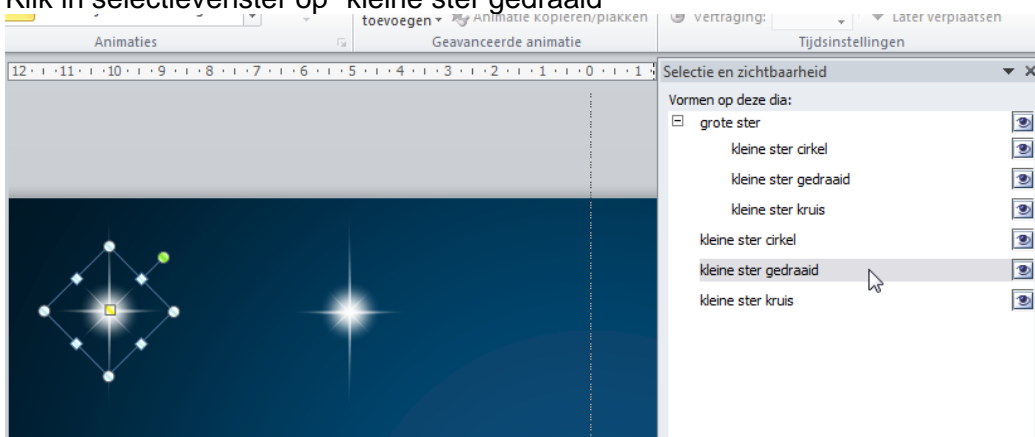 Klik in selectievenster op "kleine ster gedraaid"
toevoegen Animatie kopiëren/plakken Vertraging: Later verplaatsen
Animaties Geavanceerde animatie Tijdsinstellingen
12 11 10 9 8 7 6 5 4 3 2 1 0 1
Selectie en zichtbaarheid
Vormen op deze dia:
grote ster
kleine ster cirkel
kleine ster gedraaid
kleine ster kruis
kleine ster cirkel
kleine ster gedraaid
kleine ster kruis